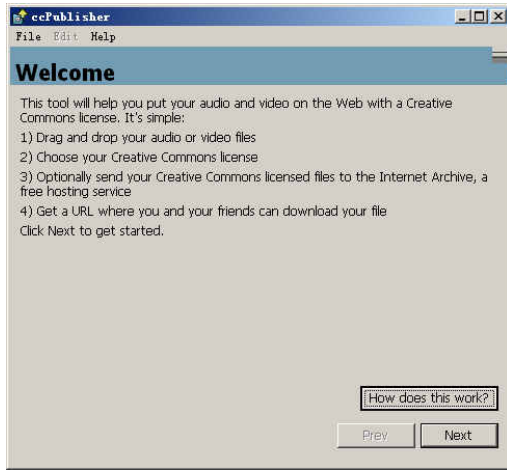 ccPublisher
File Edit Help
Welcome
This tool will help you put your audio and video on the Web with a Creative
Commons license. It's simple:
1) Drag and drop your audio or video files
2) Choose your Creative Commons license
3) Optionally send your Creative Commons licensed files to the Internet Archive, a
free hosting service
4) Get a URL where you and your friends can download your file
Click Next to get started.
How does this work?
Prev Next